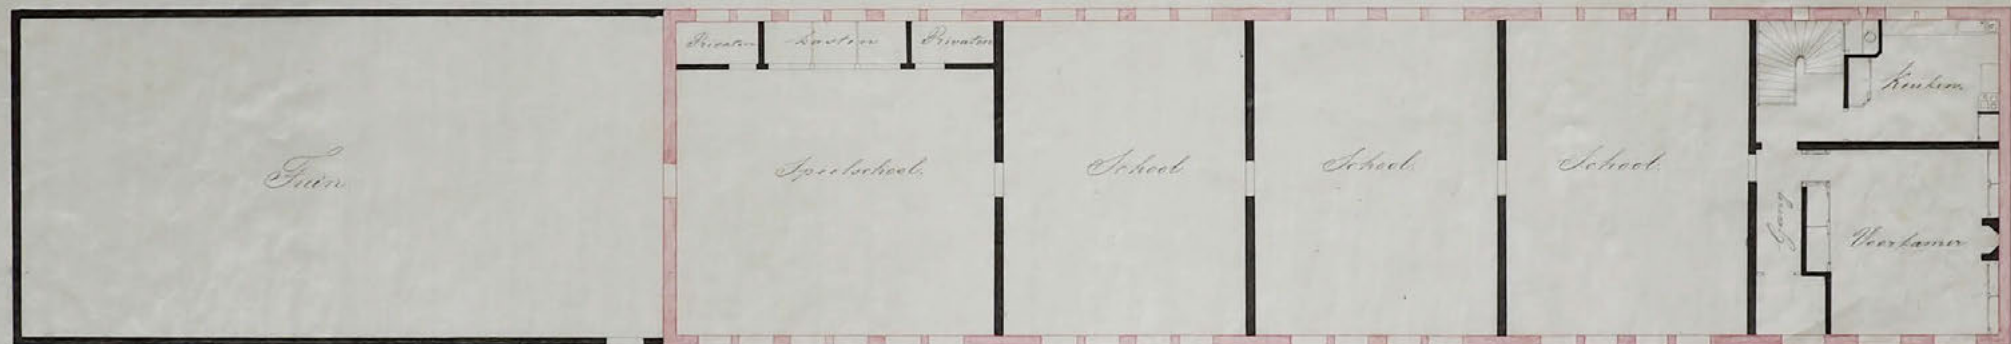 Tuin
Privaten
Kasten
Privaten
Speelschool.
School
School.
School.
Keuken.
Gang
Voorkamer